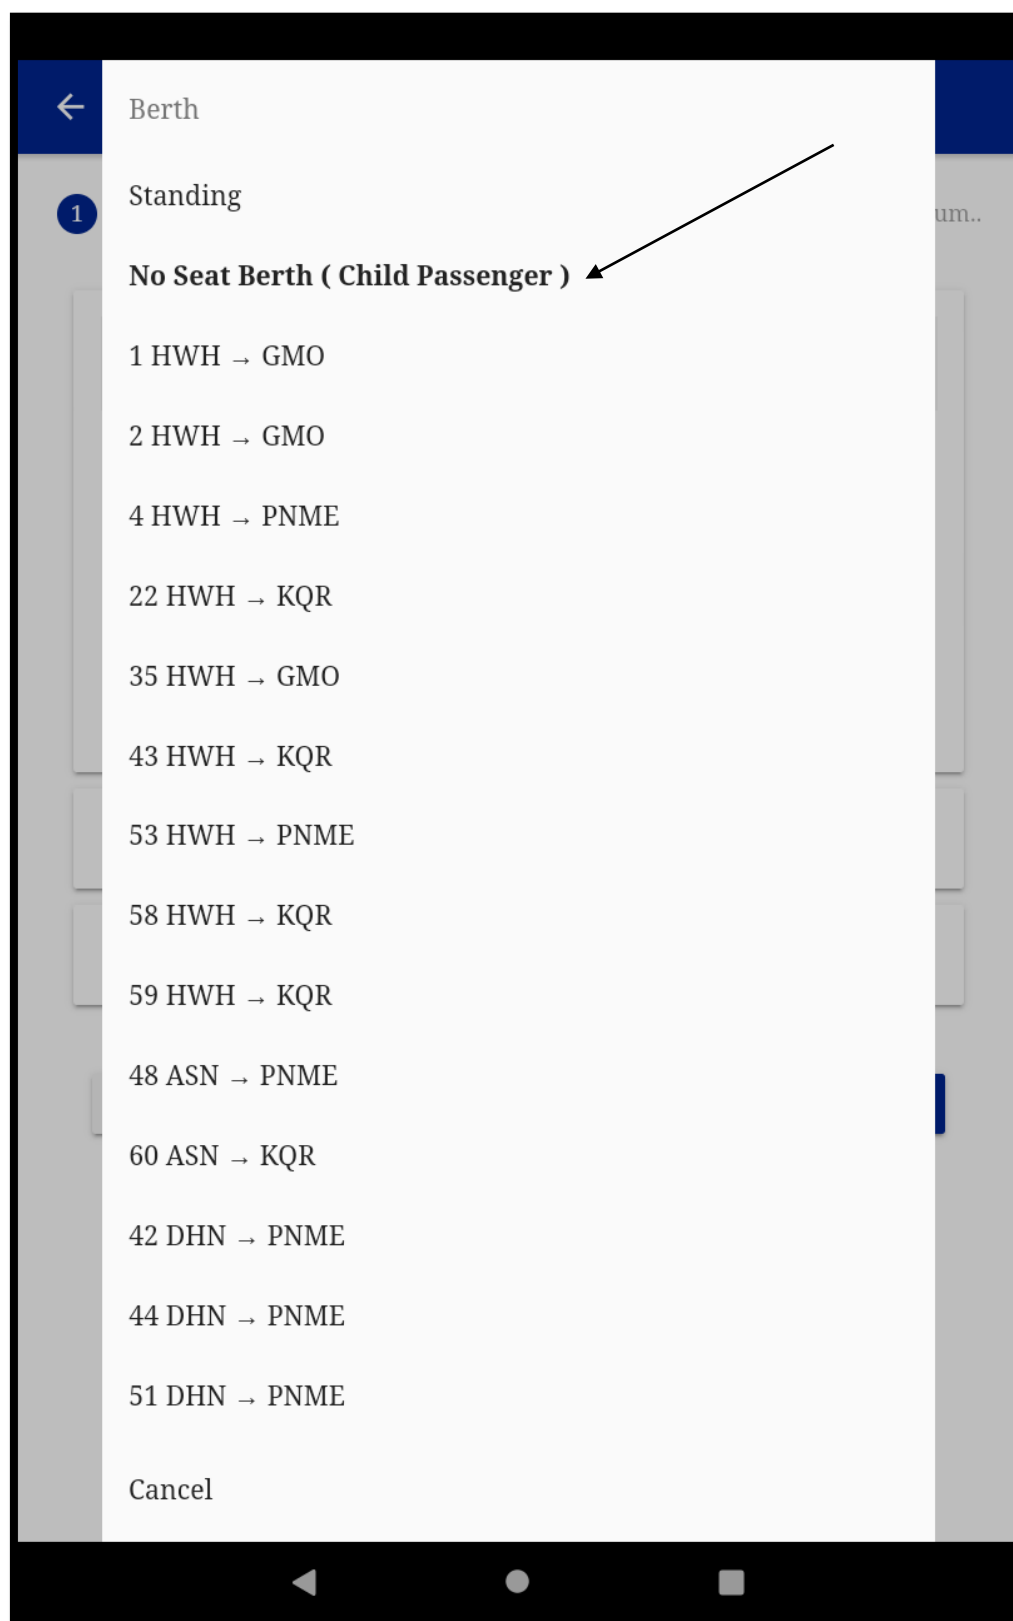 Berth
Standing
1
um..
No Seat Berth ( Child Passenger )
1 HWH → GMO
2 HWH → GMO
4 HWH → PNME
22 HWH → KQR
35 HWH → GMO
43 HWH → KQR
53 HWH → PNME
58 HWH → KQR
59 HWH → KQR
48 ASN → PNME
60 ASN → KQR
42 DHN → PNME
44 DHN → PNME
51 DHN → PNME
Cancel